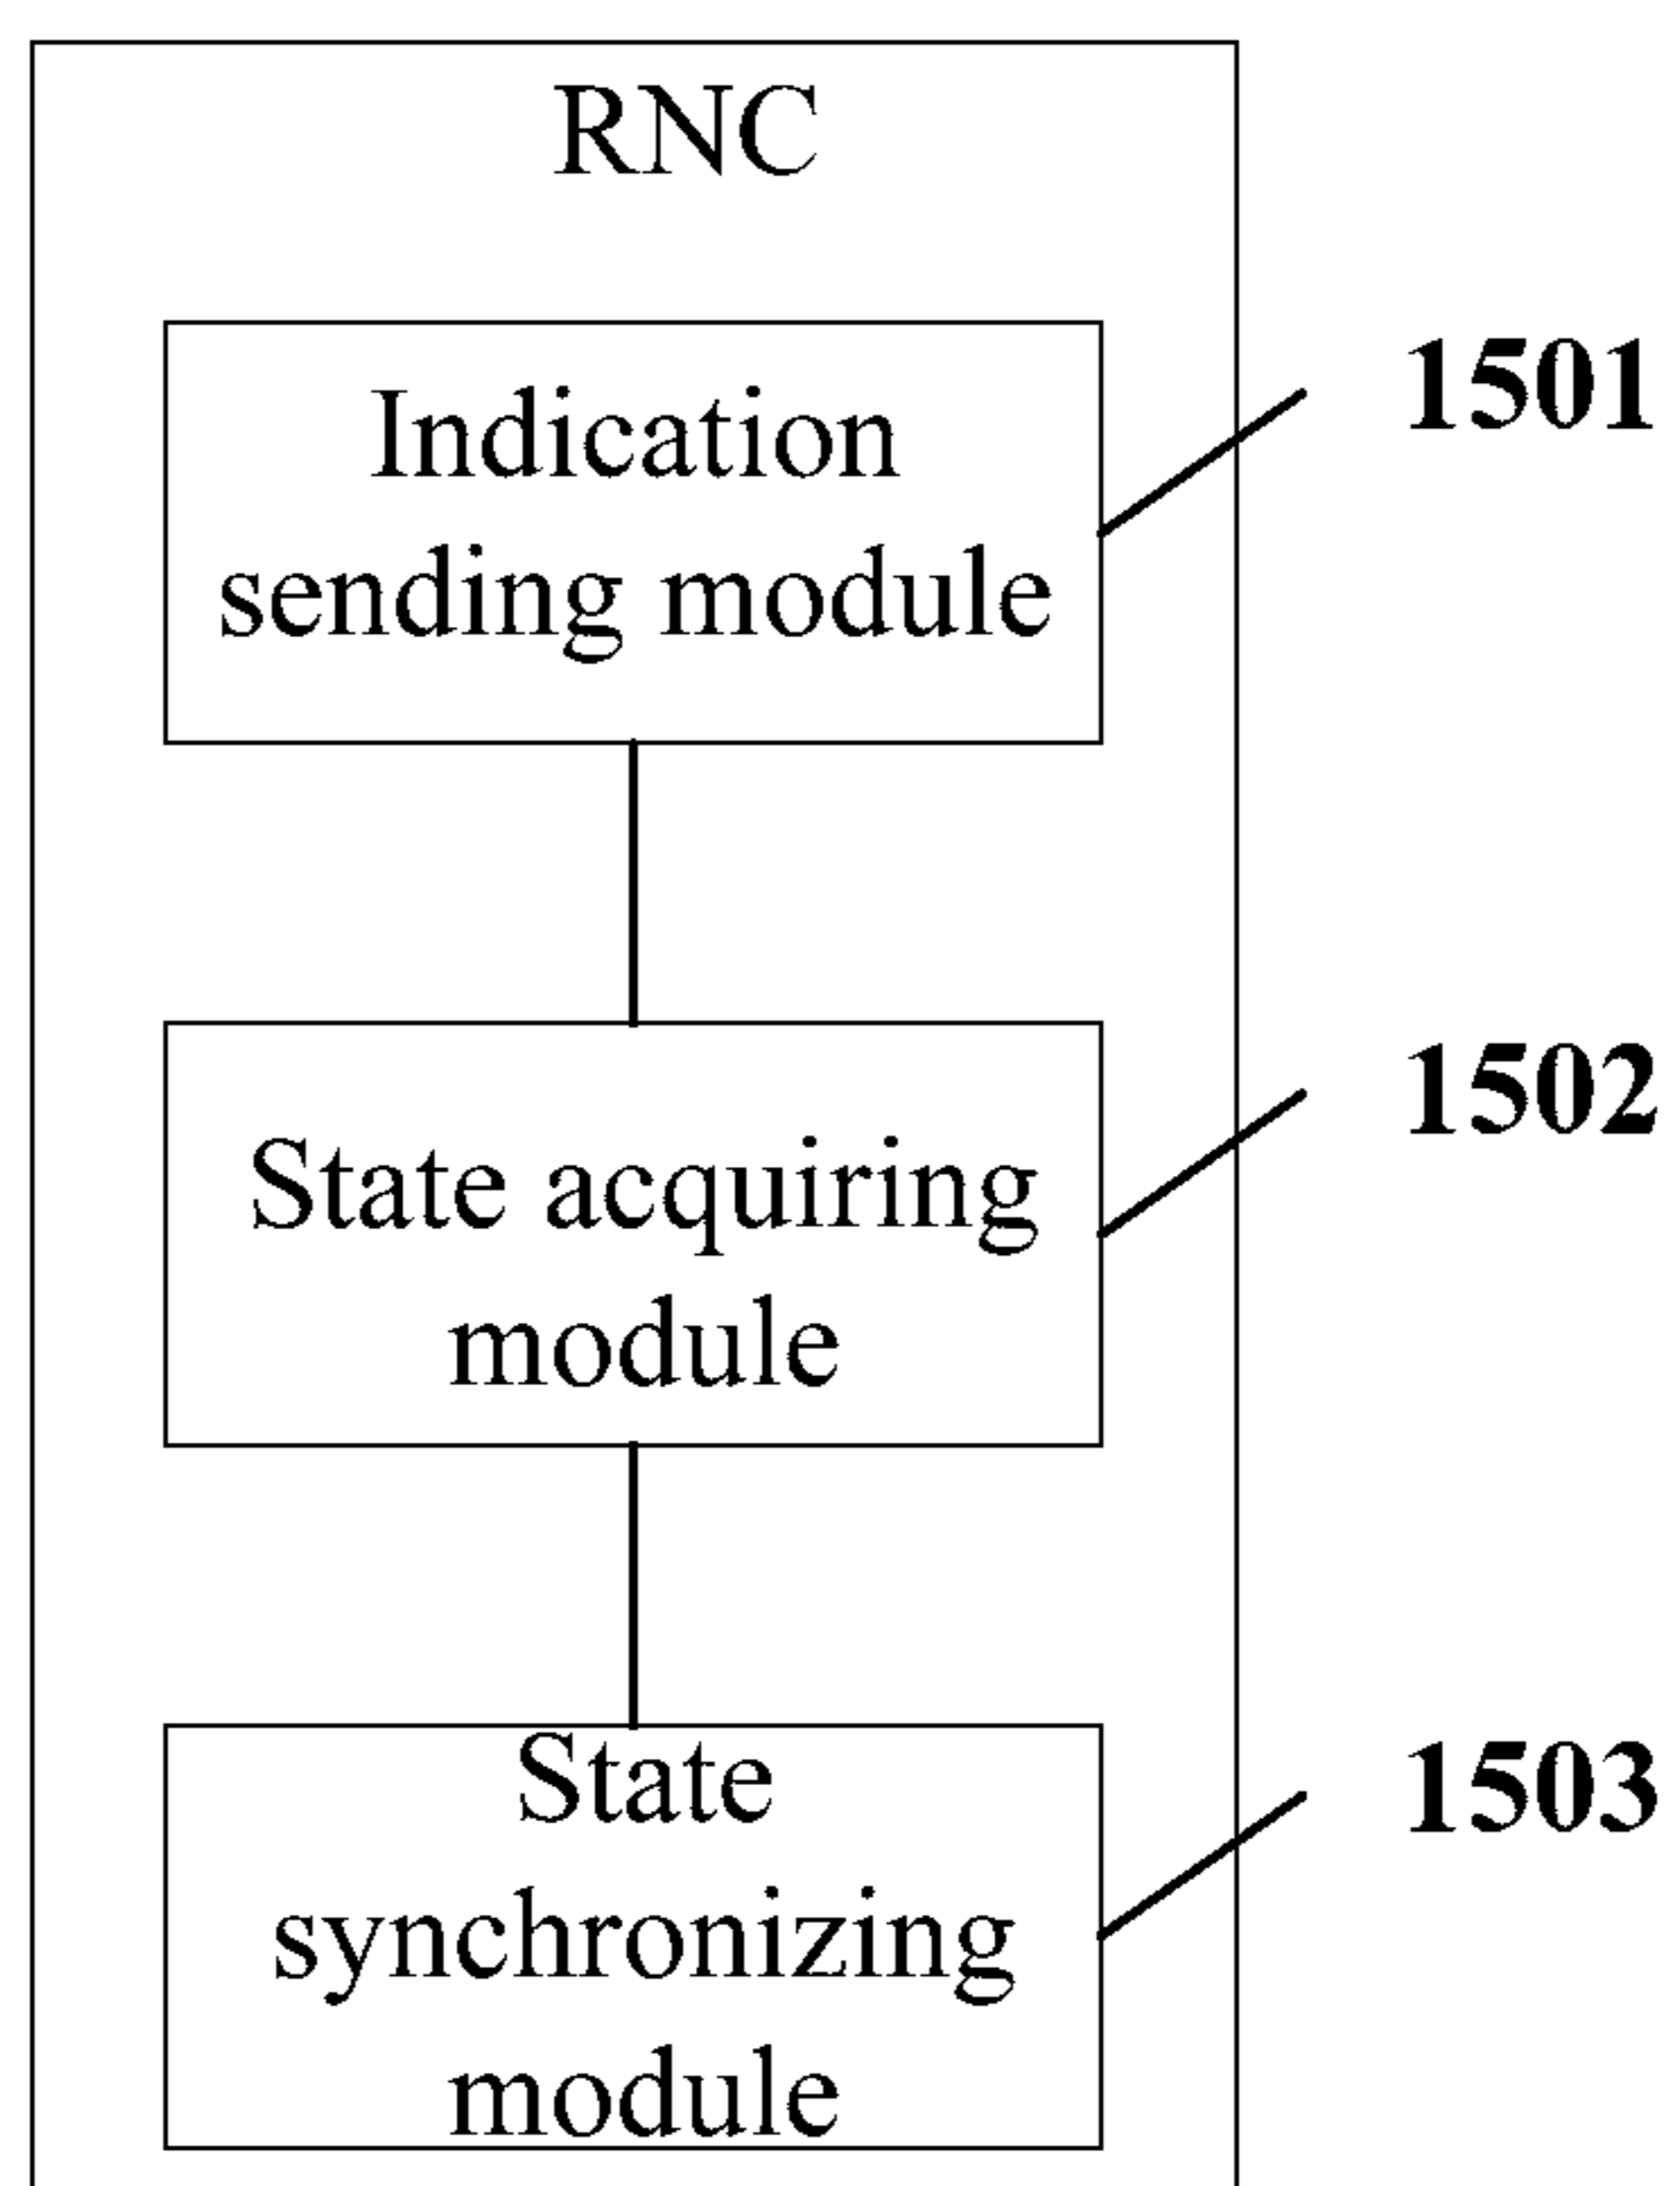 RNC
Indication
sending module
1501
State acquiring
module
1502
State
synchronizing
module
1503